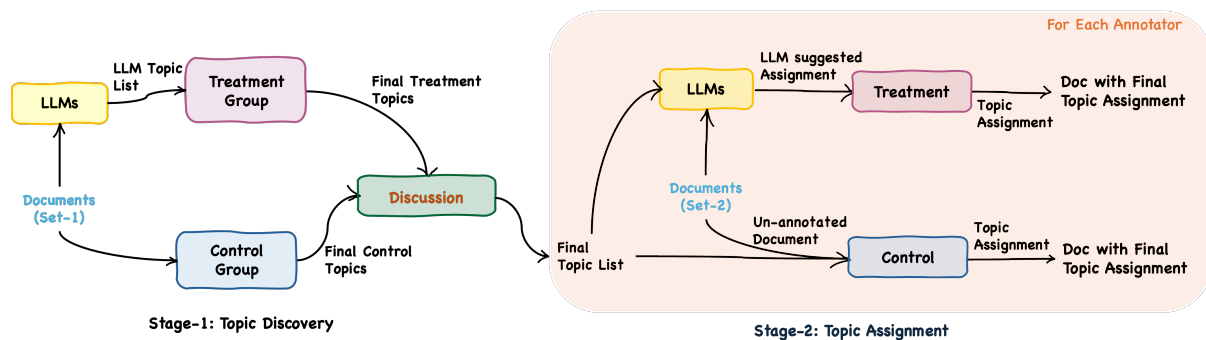 LLMs
LLM Topic
List
Treatment
Group
Final Treatment
Topics
Documents
(Set-1)
Control
Group
Final Control
Topics
Discussion
Stage-1: Topic Discovery
For Each Annotator
Final
Topic List
LLMs
LLM suggested
Assignment
Treatment
Topic
Assignment
Doc with Final
Topic Assignment
Documents
(Set-2)
Un-annotated
Document
Control
Topic
Assignment
Doc with Final
Topic Assignment
Stage-2: Topic Assignment